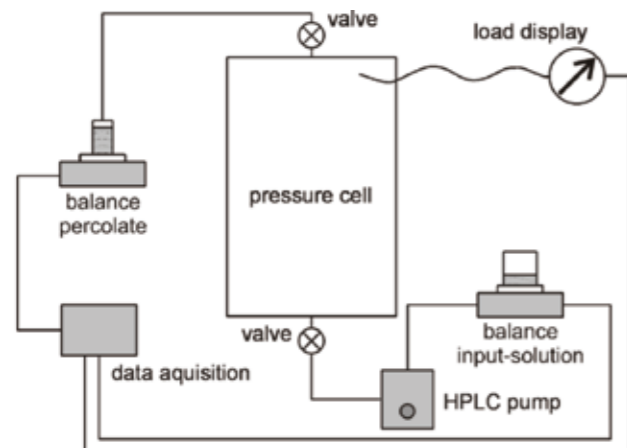 valve
load display
pressure cell
balance
percolate
valve
balance
input-solution
data aquisition
HPLC pump